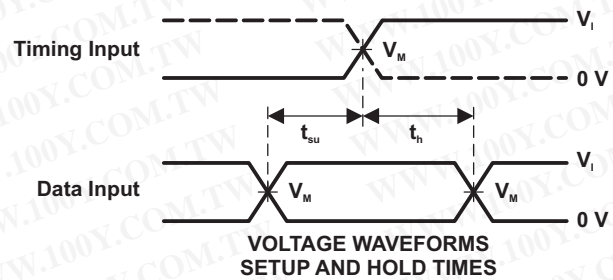 V_I
Timing Input
V_M
0 V
t_su
t_h
V_I
Data Input
V_M
V_M
0 V
VOLTAGE WAVEFORMS
SETUP AND HOLD TIMES
WWW.100Y.COM.TW